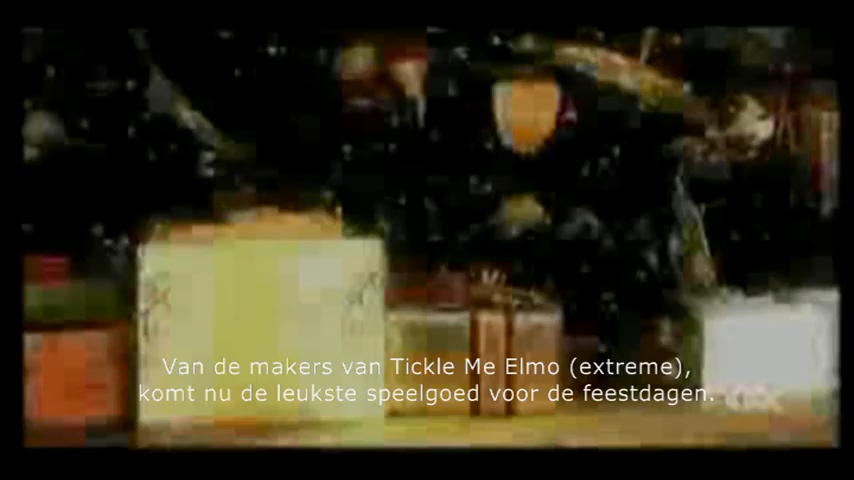 Van de makers van Tickle Me Elmo (extreme),
komt nu de leukste speelgoed voor de feestdagen.